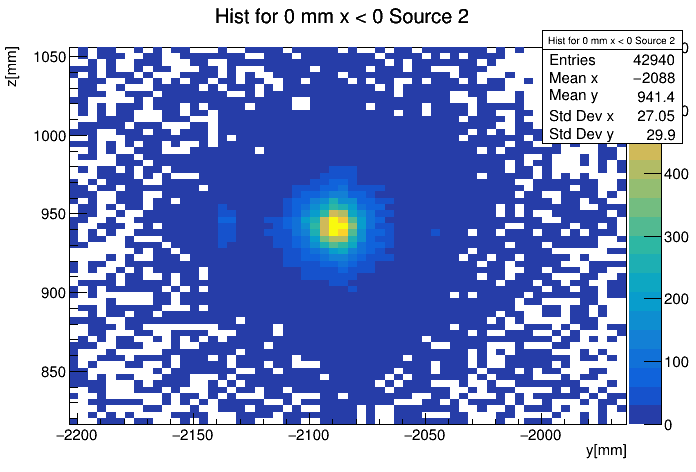 Hist for 0 mm x < 0 Source 2
Hist for 0 mm x < 0 Source 2
Entries 42940
Mean x −2088
Mean y 941.4
Std Dev x 27.05
Std Dev y 29.9
z[mm]
1050
1000
950
900
850
−2200 −2150 −2100 −2050 −2000
y[mm]
400
300
200
100
0